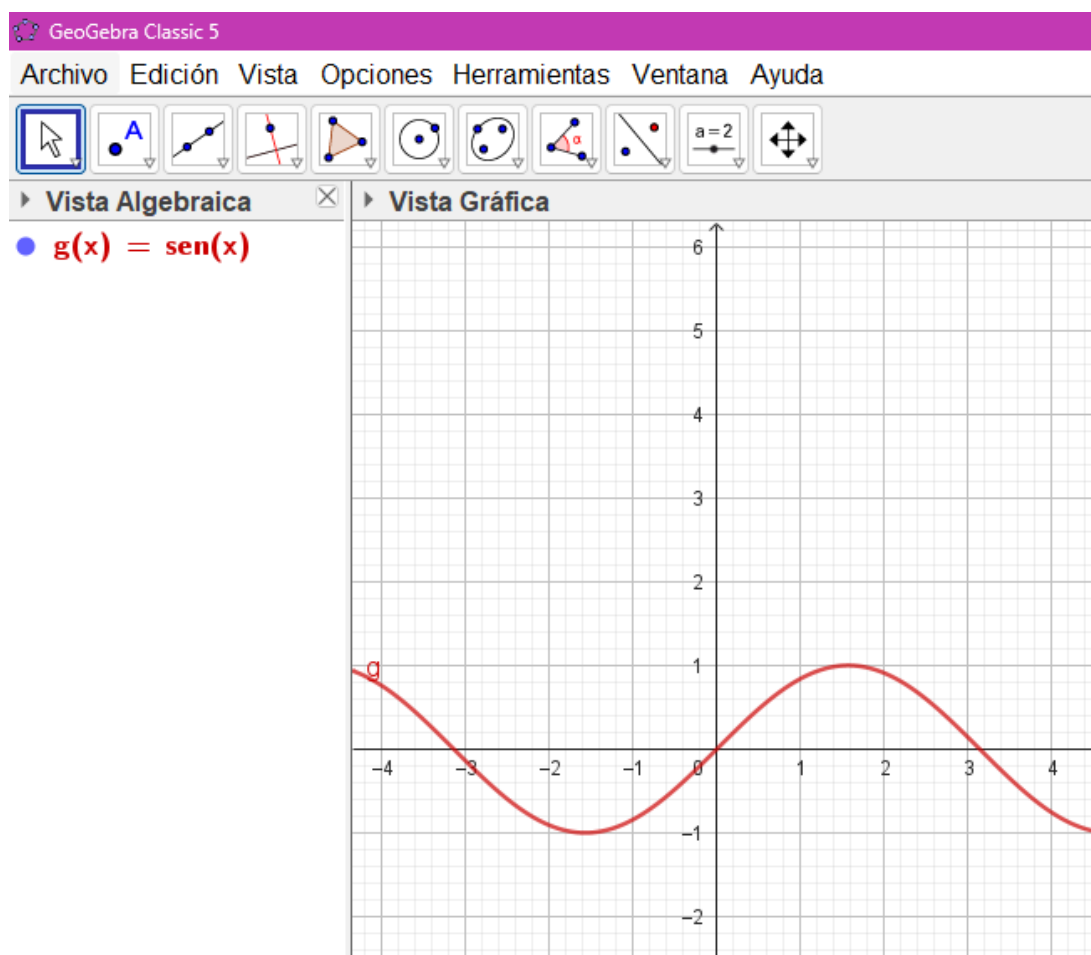 GeoGebra Classic 5
Archivo Edición Vista Opciones Herramientas Ventana Ayuda
A
α
a=2
Vista Algebraica
Vista Gráfica
g(x) = sen(x)
6
5
4
3
2
1
g
–4 –3 –2 –1 0 1 2 3 4
–1
–2